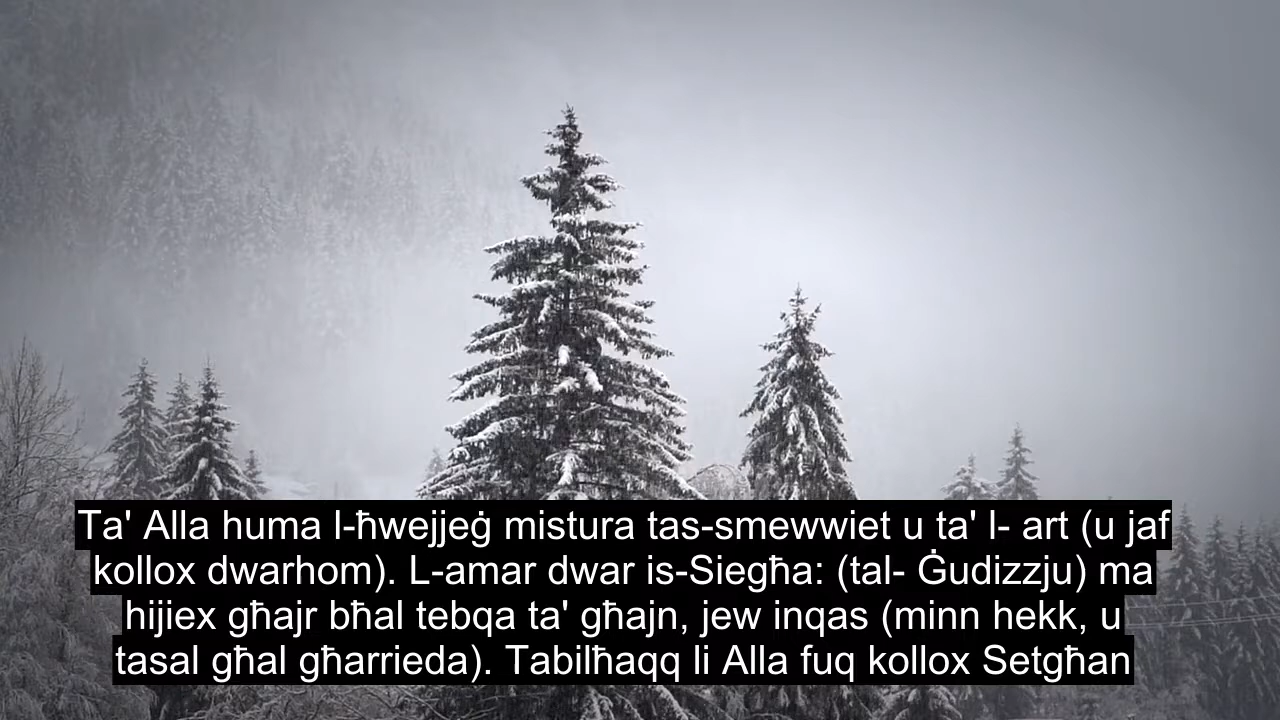 Ta' Alla huma l-ħwejjeġ mistura tas-smewwiet u ta' l- art (u jaf
kollox dwarhom). L-amar dwar is-Siegħa: (tal- Ġudizzju) ma
hijiex għajr bħal tebqa ta' għajn, jew inqas (minn hekk, u
tasal għal għarrieda). Tabilħaqq li Alla fuq kollox Setgħan